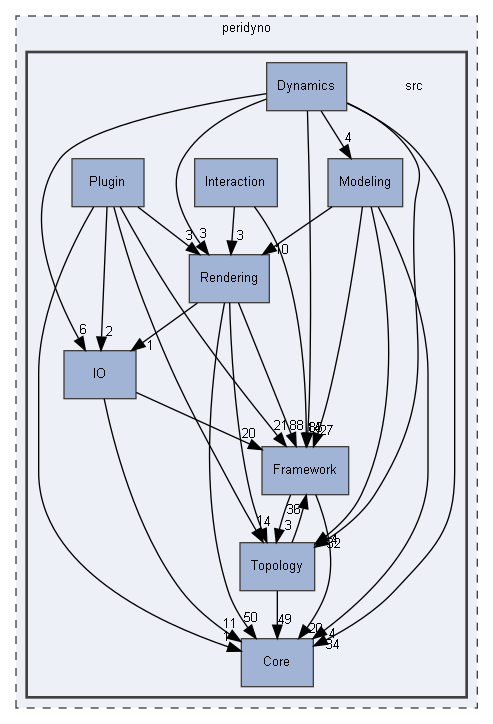 peridyno
Dynamics
src
4
Plugin
Interaction
Modeling
3
3
3
10
Rendering
6
2
1
IO
20
21
88
27
Framework
38
3
14
32
Topology
11
50
49
20
4
34
Core